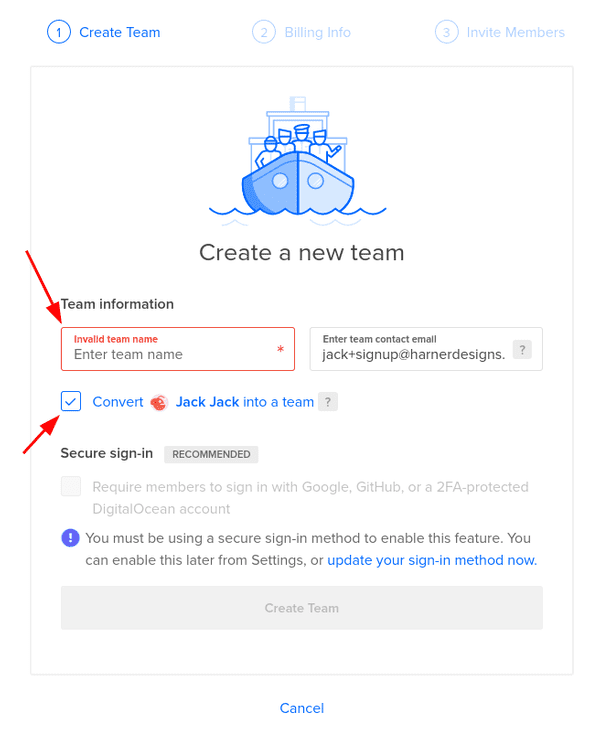 1 Create Team
2 Billing Info
3 Invite Members
Create a new team
Team information
Invalid team name
Enter team name *
Enter team contact email
jack+signup@harnerdesigns.
?
Convert Jack Jack into a team ?
Secure sign-in RECOMMENDED
Require members to sign in with Google, GitHub, or a 2FA-protected
DigitalOcean account
! You must be using a secure sign-in method to enable this feature. You
can enable this later from Settings, or update your sign-in method now.
Create Team
Cancel